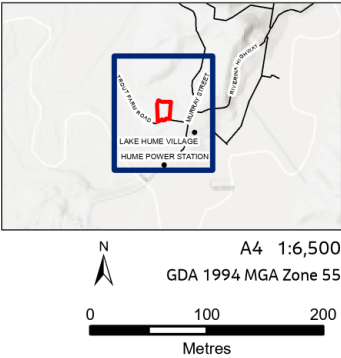 TROUT FARM ROAD
MURRAY STREET
RIVERINA HIGHWAY
LAKE HUME VILLAGE
HUME POWER STATION
N
A4 1:6,500
GDA 1994 MGA Zone 55
0 100 200
Metres